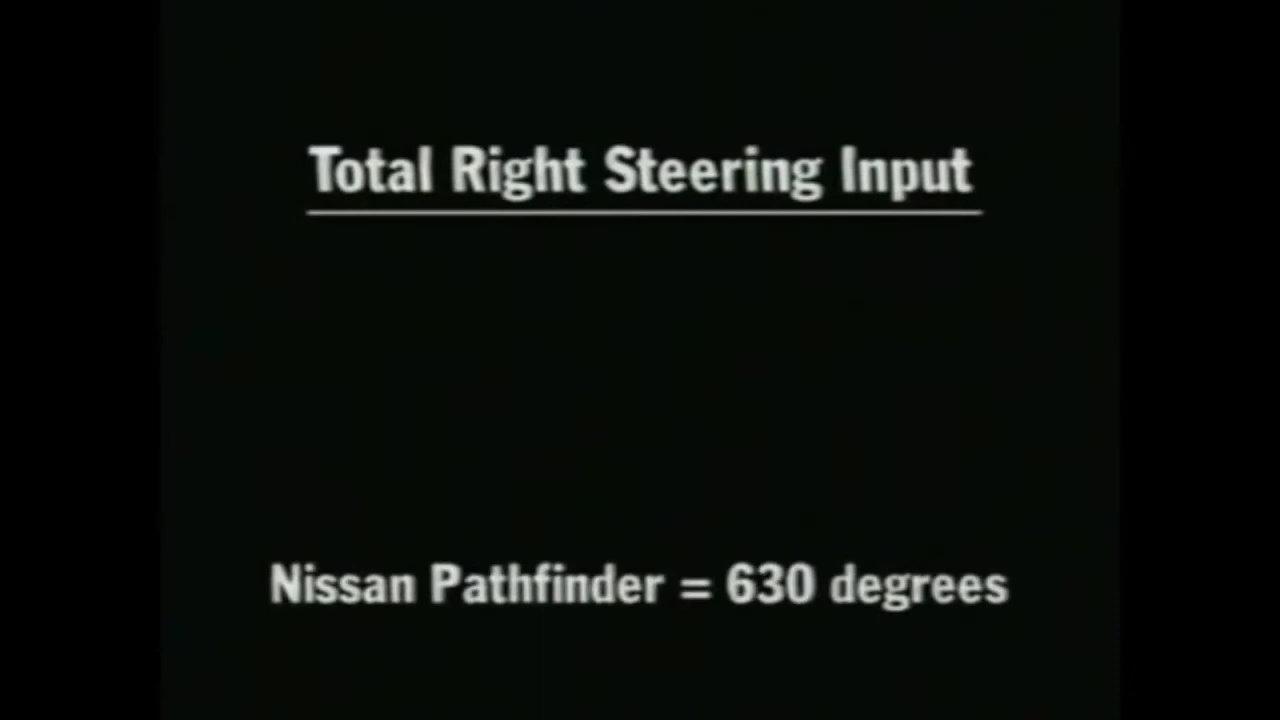 Total Right Steering Input
Nissan Pathfinder = 630 degrees